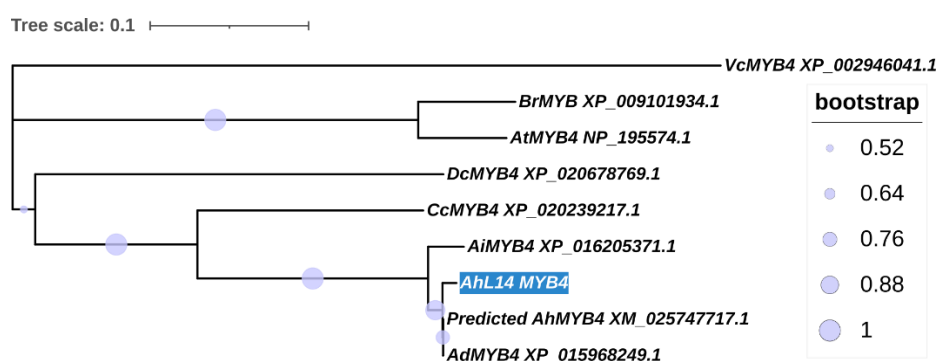 Tree scale: 0.1
VcMYB4 XP_002946041.1
BrMYB XP_009101934.1
AtMYB4 NP_195574.1
DcMYB4 XP_020678769.1
CcMYB4 XP_020239217.1
AiMYB4 XP_016205371.1
AhL14 MYB4
Predicted AhMYB4 XM_025747717.1
AdMYB4 XP_015968249.1
bootstrap
0.52
0.64
0.76
0.88
1